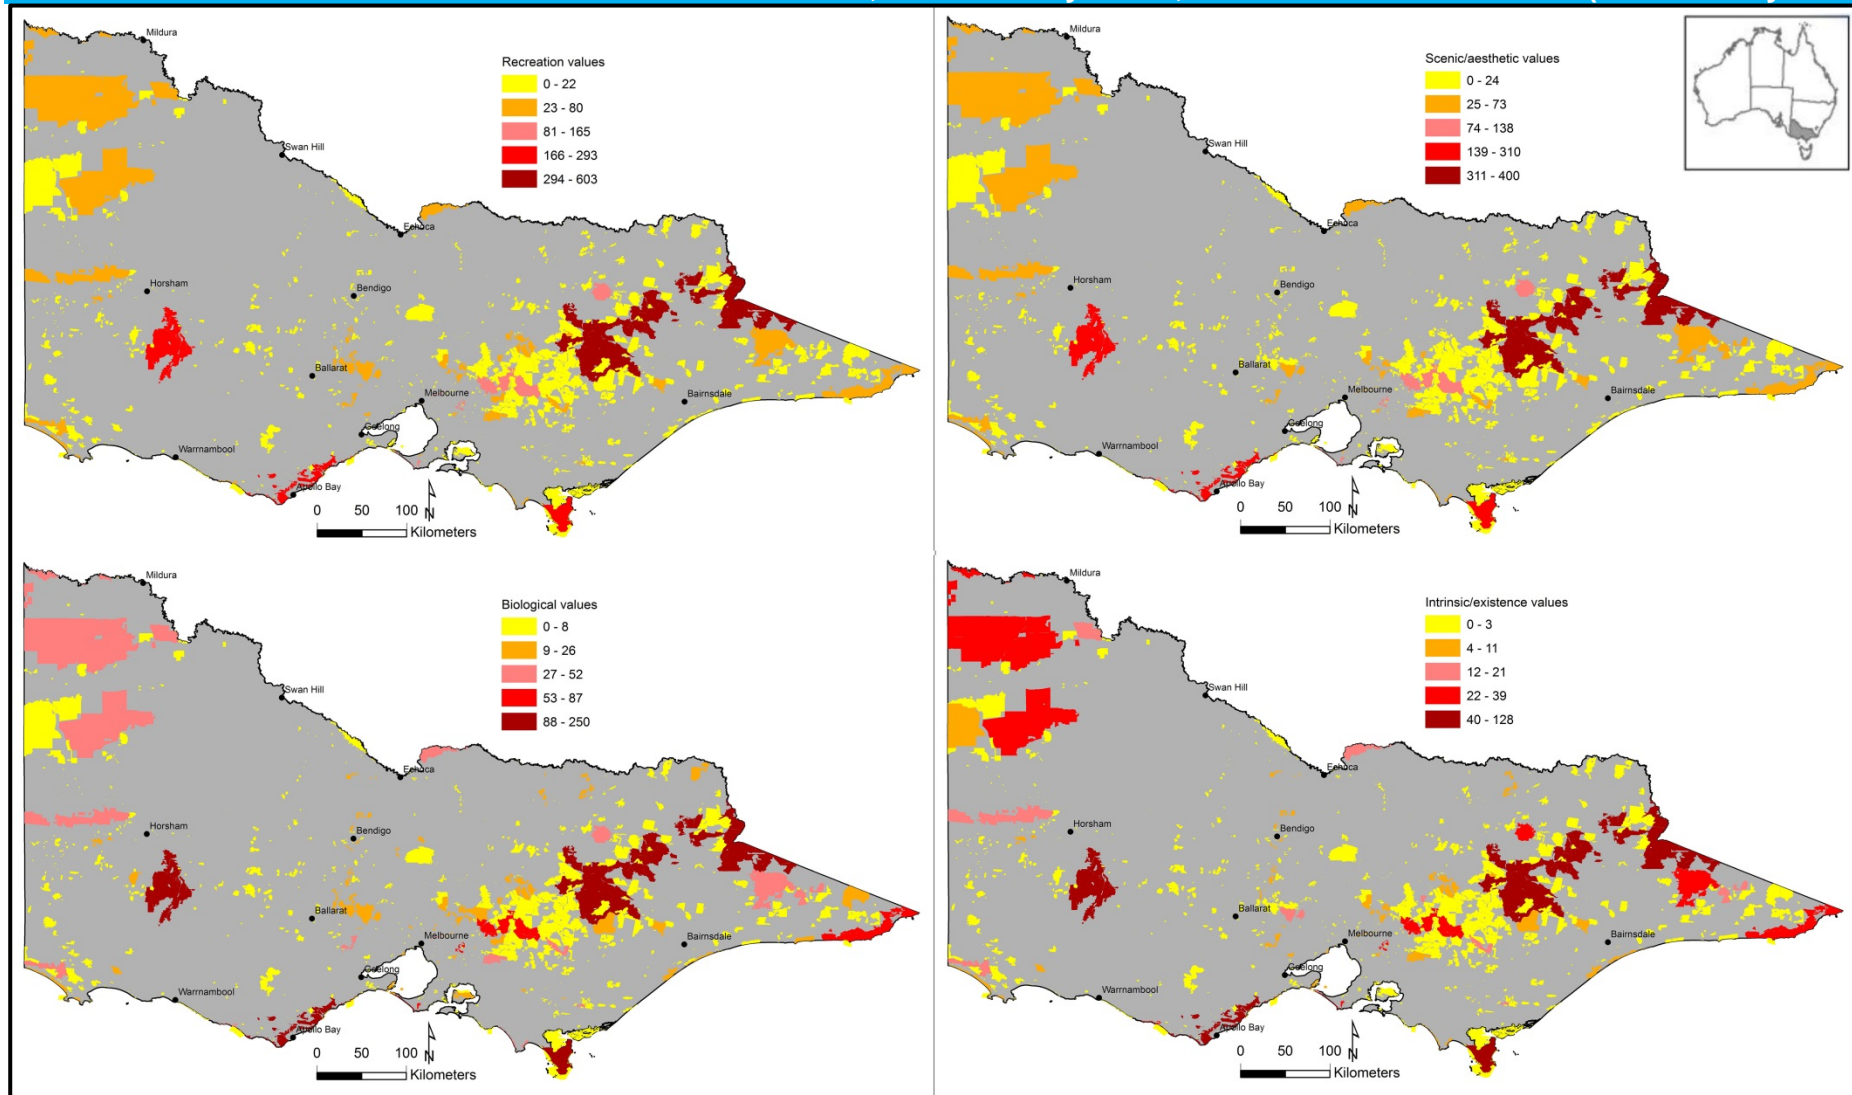 Mildura
Swan Hill
Echuca
Horsham
Bendigo
Ballarat
Melbourne
Geelong
Bairnsdale
Warrnambool
Apollo Bay
Recreation values
0 - 22
23 - 80
81 - 165
166 - 293
294 - 603
0 50 100 N
Kilometers
Mildura
Swan Hill
Echuca
Horsham
Bendigo
Ballarat
Melbourne
Geelong
Bairnsdale
Warrnambool
Apollo Bay
Scenic/aesthetic values
0 - 24
25 - 73
74 - 138
139 - 310
311 - 400
0 50 100 N
Kilometers
Mildura
Swan Hill
Echuca
Horsham
Bendigo
Ballarat
Melbourne
Geelong
Bairnsdale
Warrnambool
Apollo Bay
Biological values
0 - 8
9 - 26
27 - 52
53 - 87
88 - 250
0 50 100 N
Kilometers
Mildura
Swan Hill
Echuca
Horsham
Bendigo
Ballarat
Melbourne
Geelong
Bairnsdale
Warrnambool
Apollo Bay
Intrinsic/existence values
0 - 3
4 - 11
12 - 21
22 - 39
40 - 128
0 50 100 N
Kilometers